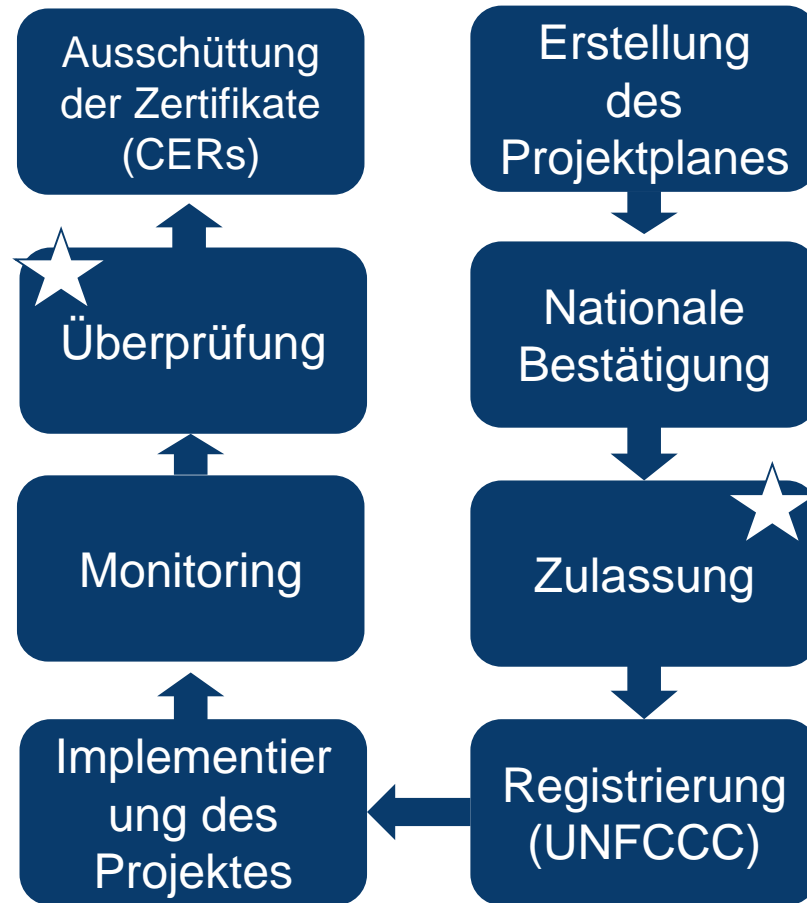 Erstellung
des
Projektplanes
Nationale
Bestätigung
Zulassung
Registrierung
(UNFCCC)
Implementier
ung des
Projektes
Monitoring
Überprüfung
Ausschüttung
der Zertifikate
(CERs)